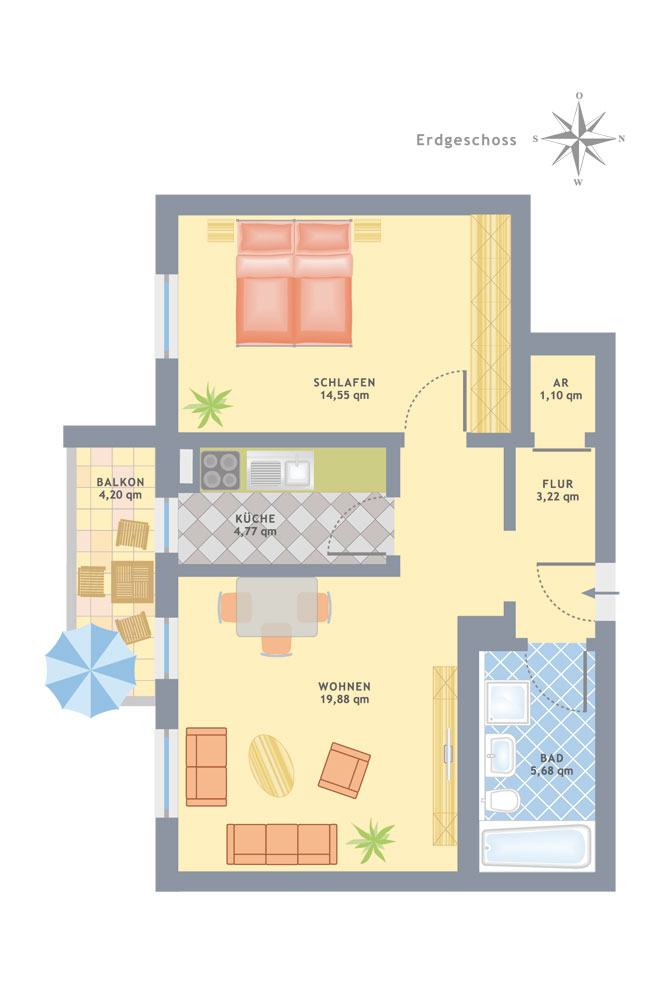 O
Erdgeschoss
S
N
W
SCHLAFEN
14,55 qm
AR
1,10 qm
BALKON
4,20 qm
FLUR
3,22 qm
KÜCHE
4,77 qm
WOHNEN
19,88 qm
BAD
5,68 qm